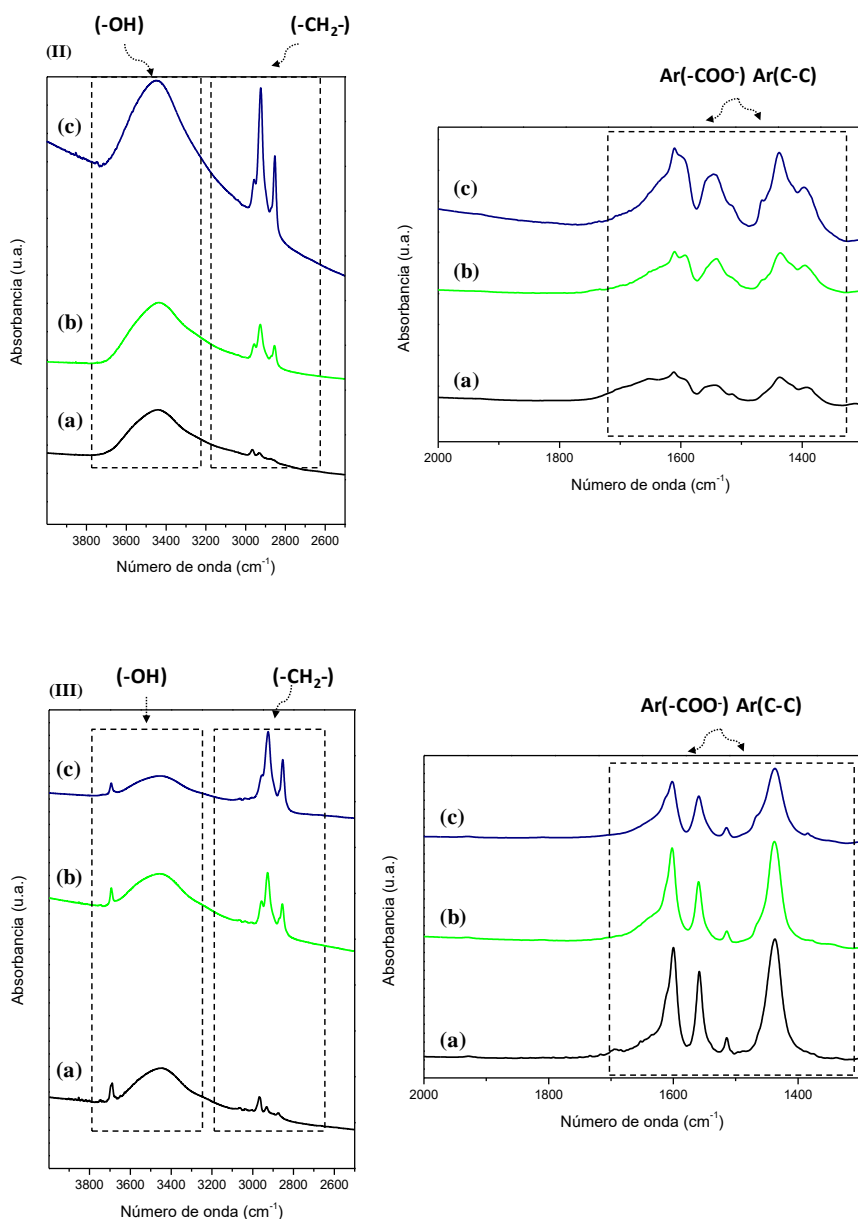 (-OH)
(-CH2-)
(II)
(c)
(b)
(a)
Absorbancia (u.a.)
3800 3600 3400 3200 3000 2800 2600
Número de onda (cm-1)
Ar(-COO-) Ar(C-C)
(c)
(b)
(a)
Absorbancia (u.a.)
2000 1800 1600 1400
Número de onda (cm-1)
(-OH)
(-CH2-)
(III)
(c)
(b)
(a)
Absorbancia (u.a.)
3800 3600 3400 3200 3000 2800 2600
Número de onda (cm-1)
Ar(-COO-) Ar(C-C)
(c)
(b)
(a)
Absorbancia (u.a.)
2000 1800 1600 1400
Número de onda (cm-1)